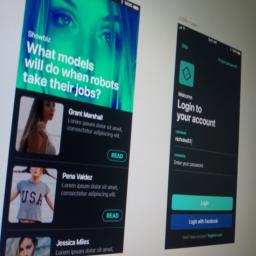 Showbiz
What models
will do when robots
take their jobs?
Grant Marshall
Lorem ipsum dolor sit amet,
consectetur adipiscing elit.
READ
Pena Valdez
Lorem ipsum dolor sit amet,
consectetur adipiscing elit.
READ
USA
Jessica Miles
Skip
Welcome
Login to
your account
Enter your password
Login
Login with Facebook